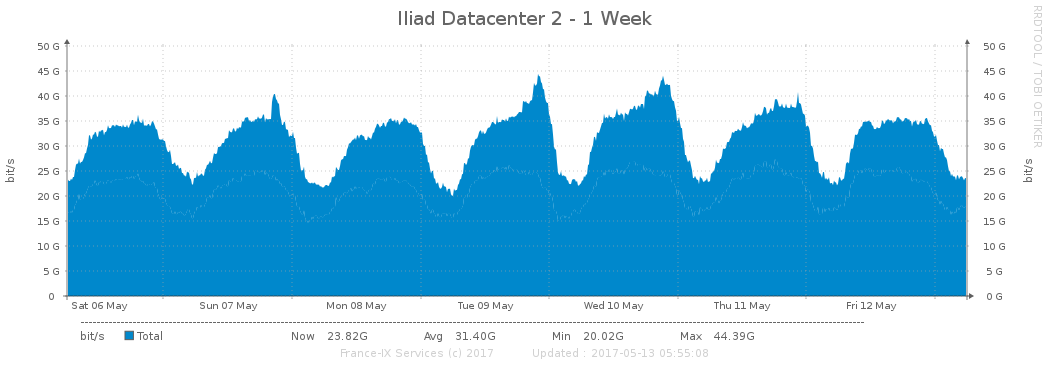 Iliad Datacenter 2 - 1 Week
RRDTOOL / TOBI OETIKER
bit/s
50 G
45 G
40 G
35 G
30 G
25 G
20 G
15 G
10 G
5 G
0
50 G
45 G
40 G
35 G
30 G
25 G
20 G
15 G
10 G
5 G
0 G
bit/s
Sat 06 May Sun 07 May Mon 08 May Tue 09 May Wed 10 May Thu 11 May Fri 12 May
bit/s Total Now 23.82G Avg 31.40G Min 20.02G Max 44.39G
France-IX Services (c) 2017 Updated : 2017-05-13 05:55:08